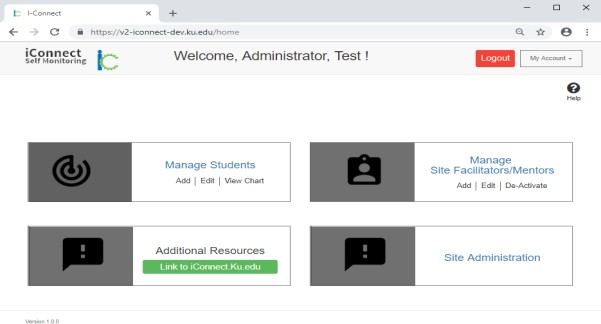 I-Connect
https://v2-iconnect-dev.ku.edu/home
iConnect
Self Monitoring
Welcome, Administrator, Test !
Logout
My Account
Help
Manage Students
Add | Edit | View Chart
Manage
Site Facilitators/Mentors
Add | Edit | De-Activate
Additional Resources
Link to iConnect.Ku.edu
Site Administration
Version 1.0.0